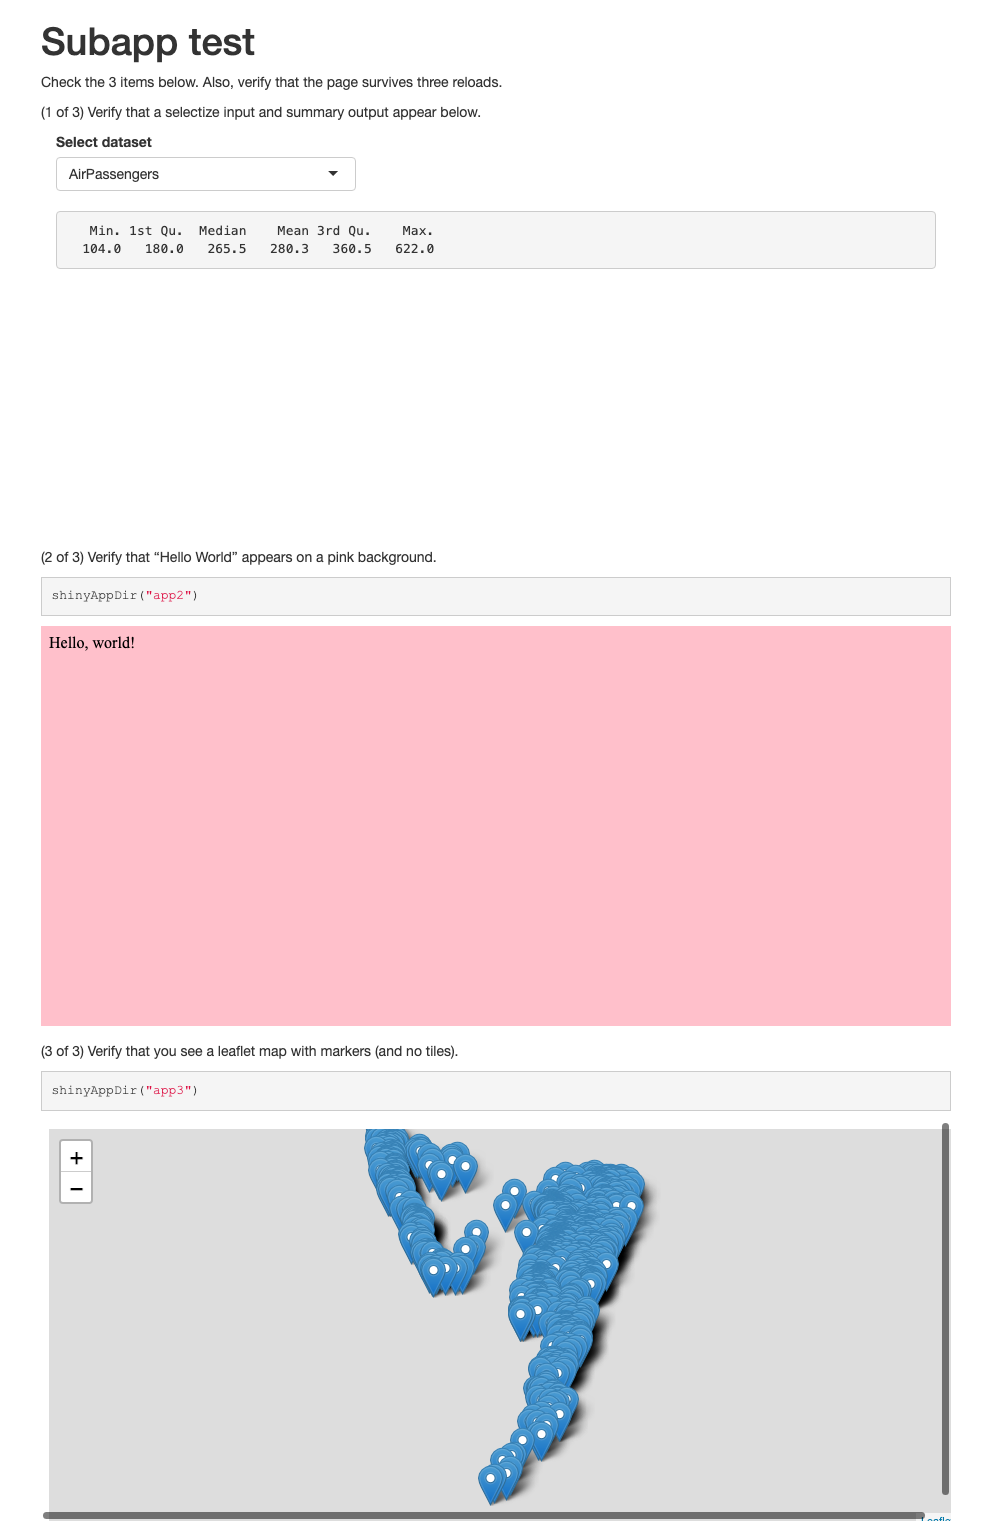 Subapp test
Check the 3 items below. Also, verify that the page survives three reloads.
(1 of 3) Verify that a selectize input and summary output appear below.
Select dataset
AirPassengers
Min. 1st Qu. Median Mean 3rd Qu. Max.
104.0 180.0 265.5 280.3 360.5 622.0
(2 of 3) Verify that “Hello World” appears on a pink background.
shinyAppDir("app2")
Hello, world!
(3 of 3) Verify that you see a leaflet map with markers (and no tiles).
shinyAppDir("app3")
+
−